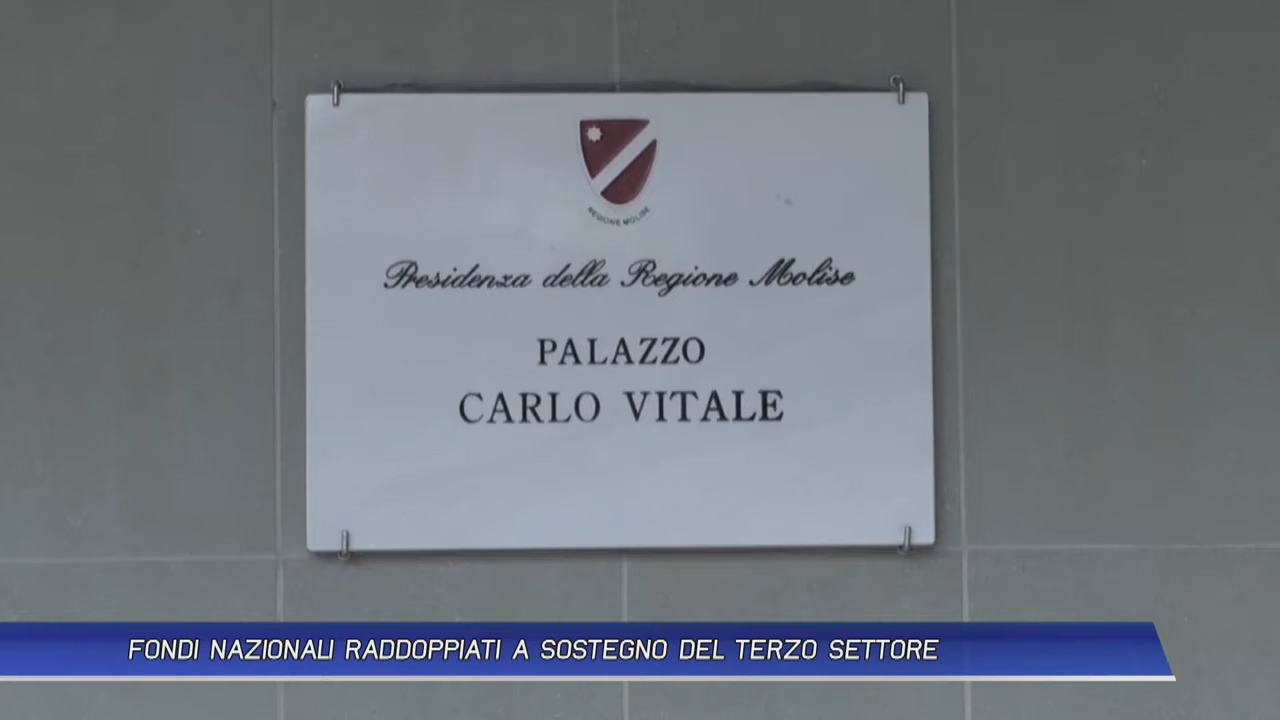 REGIONE MOLISE
Presidenza della Regione Molise
PALAZZO
CARLO VITALE
FONDI NAZIONALI RADDOPPIATI A SOSTEGNO DEL TERZO SETTORE